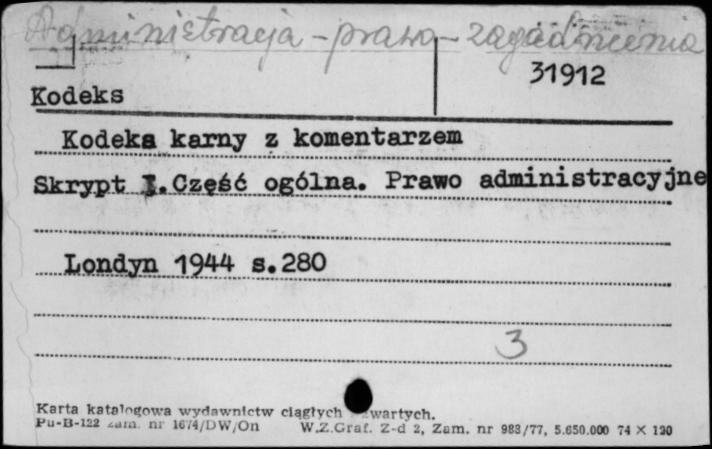 Administracja - prawo - zagadnienia
31912
Kodeks
Kodeks karny z komentarzem
Skrypt I.Część ogólna. Prawo administracyjne
Londyn 1944 s.280
3
Karta katalogowa wydawnictw ciągłych zwartych.
Pu-B-122 zam. nr 1674/DW/On W.Z.Graf. Z-d 2, Zam. nr 983/77, 5.650.000 74 X 120